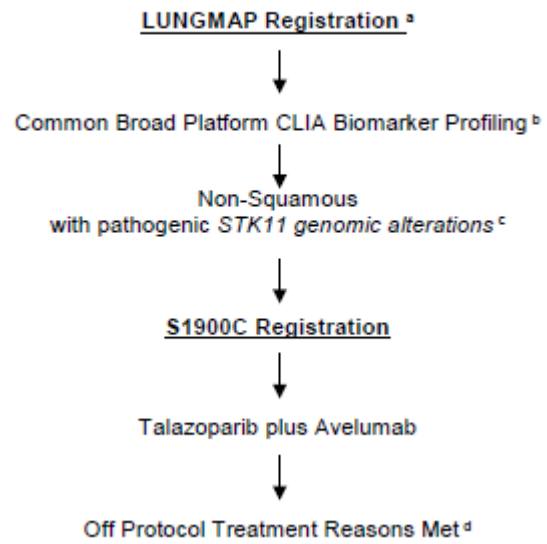 LUNGMAP Registration ᵃ
Common Broad Platform CLIA Biomarker Profiling ᵇ
Non-Squamous
with pathogenic STK11 genomic alterations ᶜ
S1900C Registration
Talazoparib plus Avelumab
Off Protocol Treatment Reasons Met ᵈ